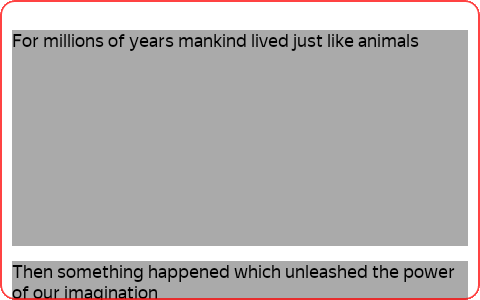 For millions of years mankind lived just like animals
Then something happened which unleashed the power
of our imagination